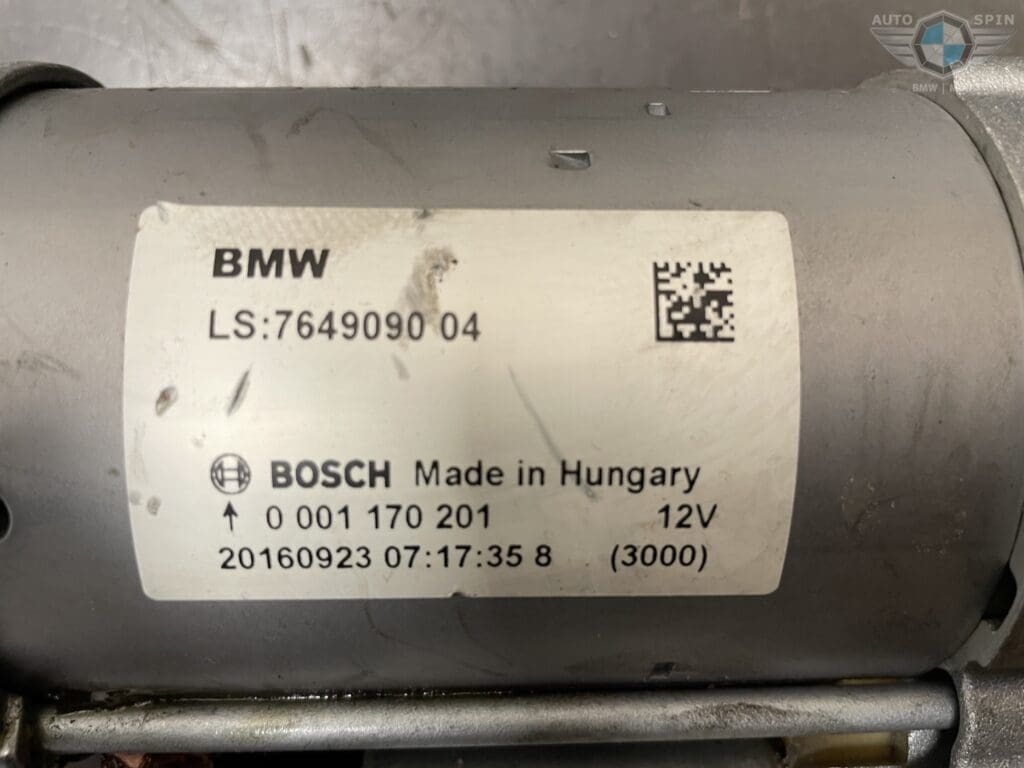 AUTO SPIN
BMW
BMW
LS:7649090 04
BOSCH Made in Hungary
↑ 0 001 170 201 12V
20160923 07:17:35 8 (3000)